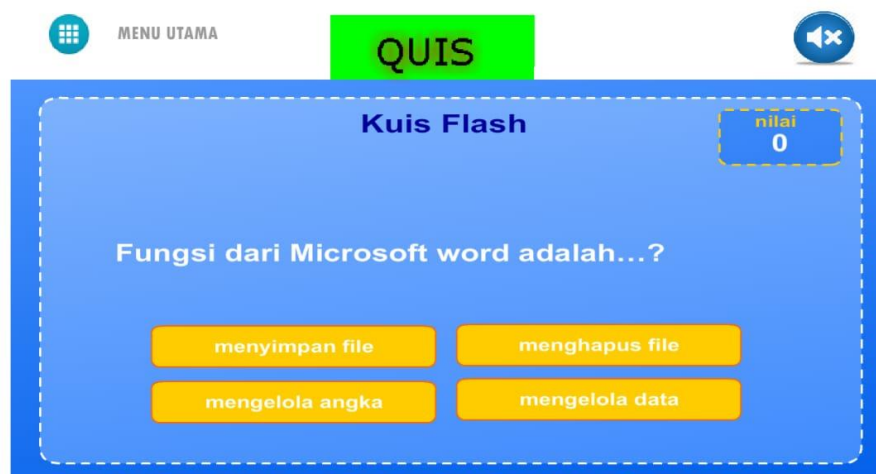 MENU UTAMA
QUIS
Kuis Flash
nilai
0
Fungsi dari Microsoft word adalah...?
menyimpan file
menghapus file
mengelola angka
mengelola data